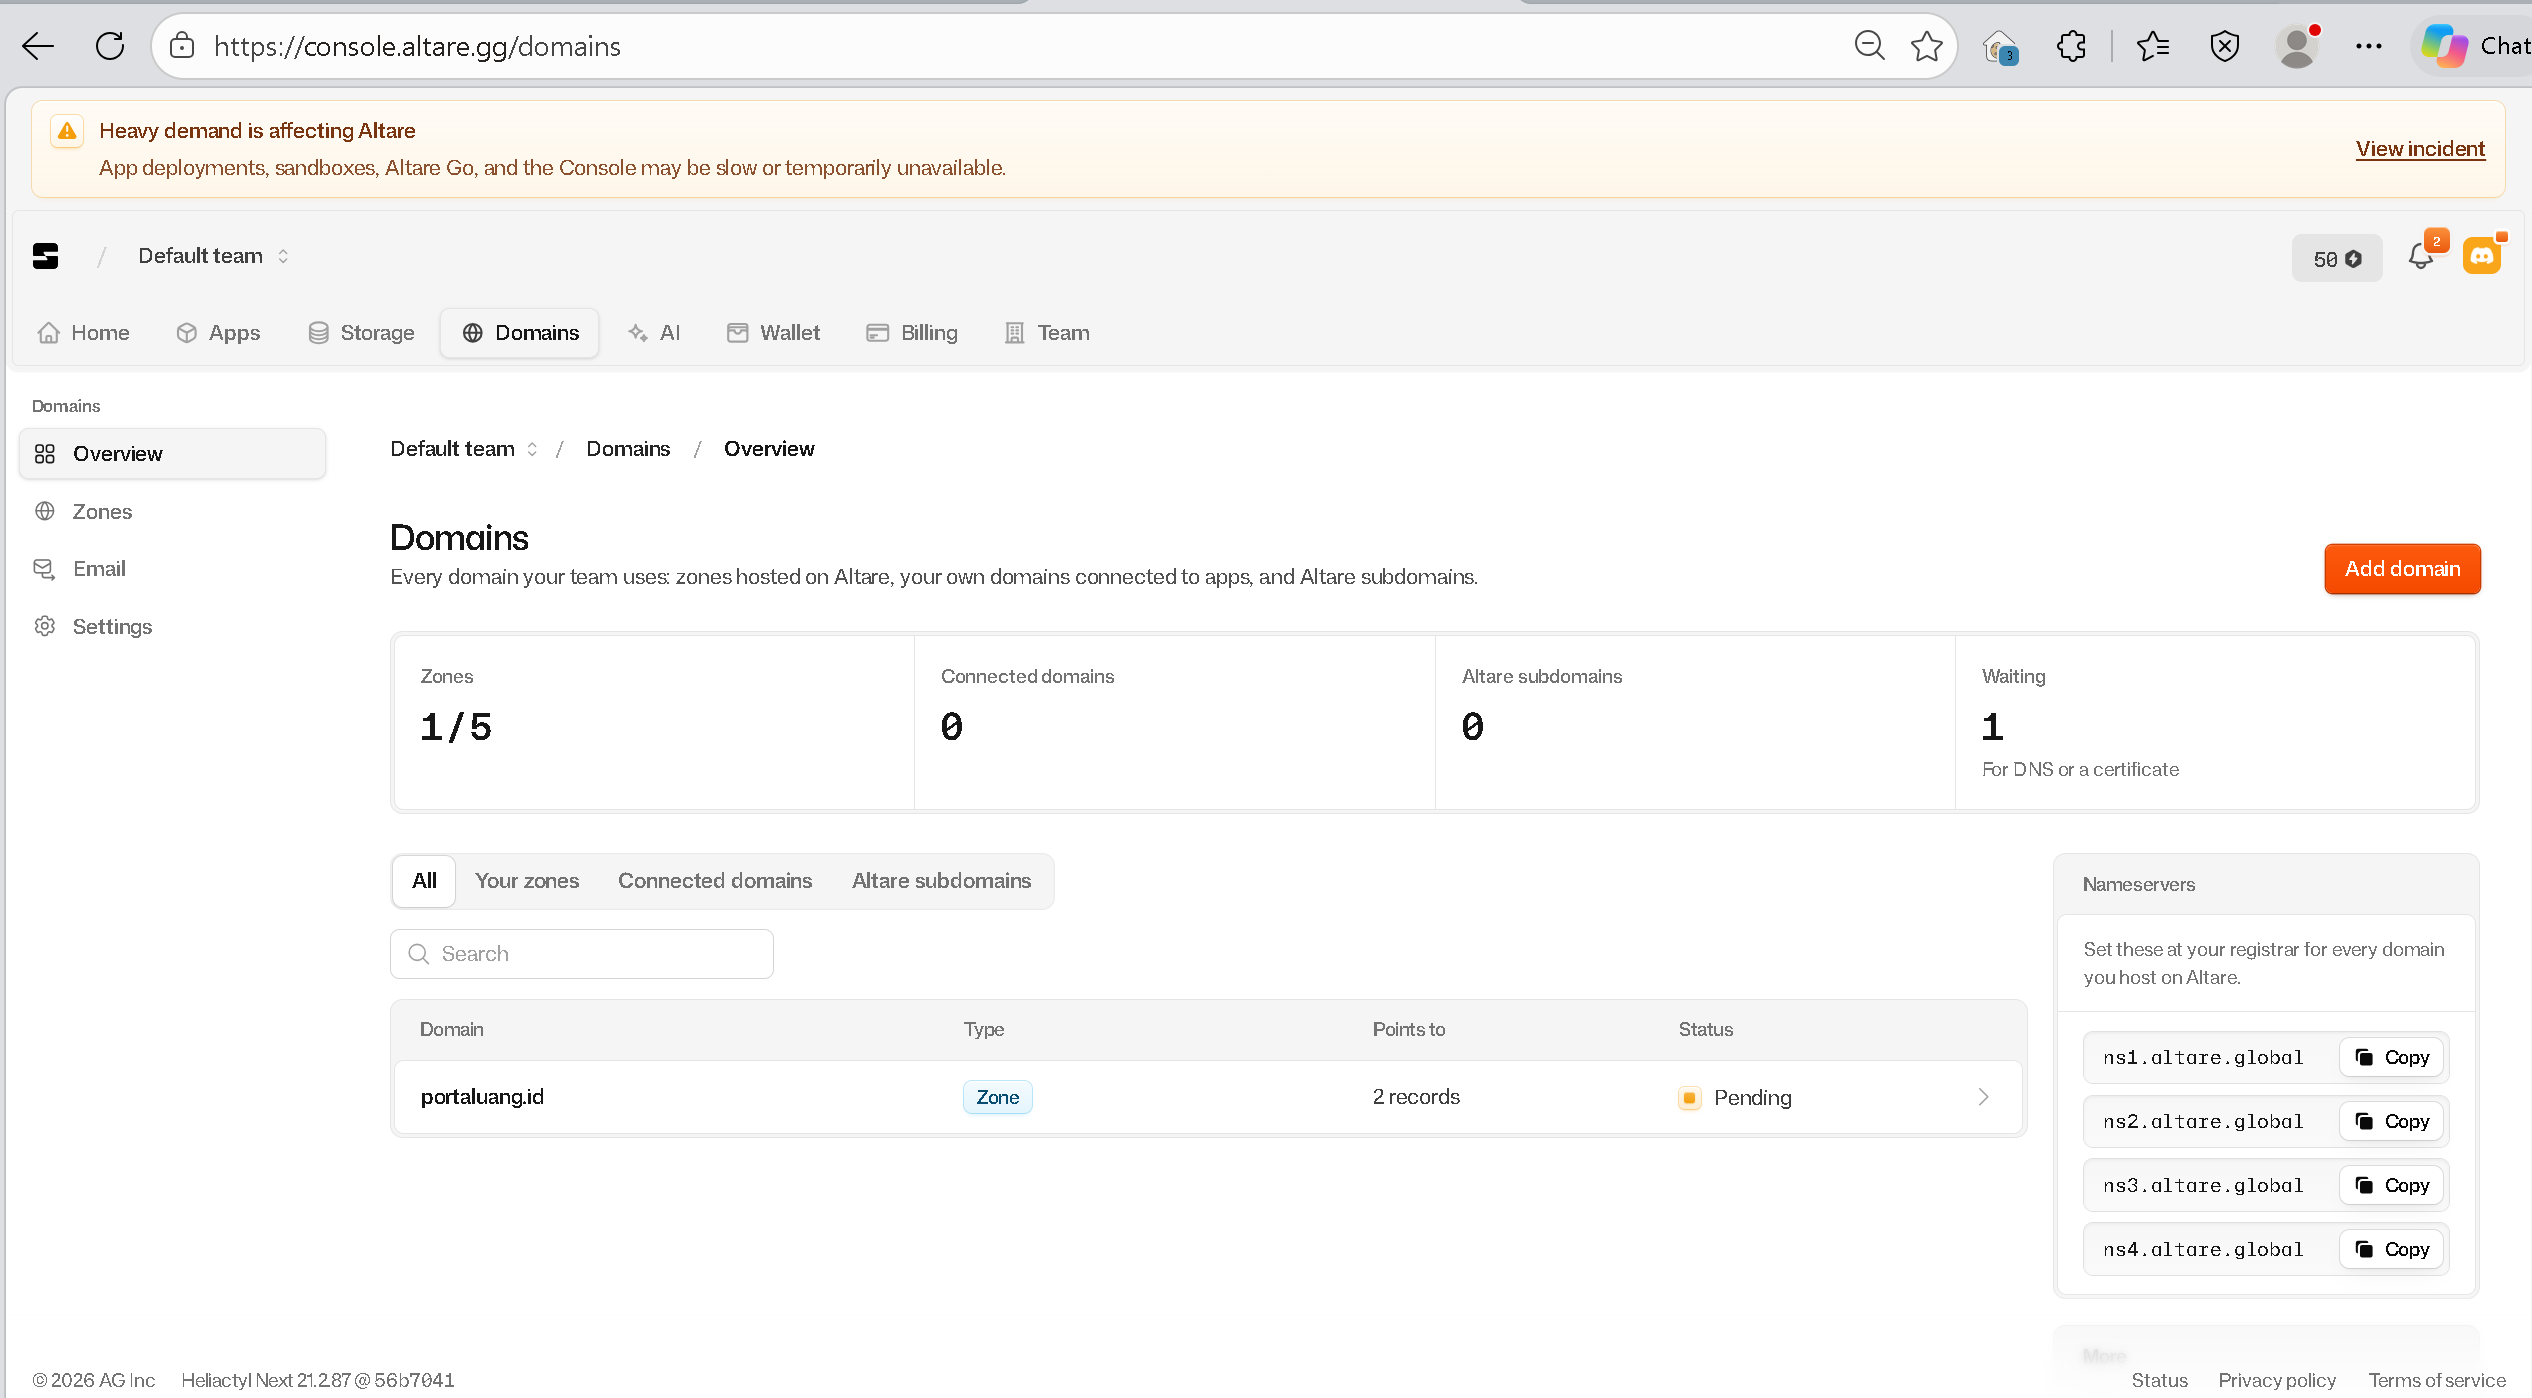 https://console.altare.gg/domains
3
Chat
Heavy demand is affecting Altare
App deployments, sandboxes, Altare Go, and the Console may be slow or temporarily unavailable.
View incident
/ Default team
50
2
Home
Apps
Storage
Domains
AI
Wallet
Billing
Team
Domains
Overview
Zones
Email
Settings
Default team / Domains / Overview
Domains
Every domain your team uses: zones hosted on Altare, your own domains connected to apps, and Altare subdomains.
Add domain
Zones
1/5
Connected domains
0
Altare subdomains
0
Waiting
1
For DNS or a certificate
All
Your zones
Connected domains
Altare subdomains
Search
Domain
Type
Points to
Status
portaluang.id
Zone
2 records
Pending
Nameservers
Set these at your registrar for every domain
you host on Altare.
ns1.altare.global
Copy
ns2.altare.global
Copy
ns3.altare.global
Copy
ns4.altare.global
Copy
More
© 2026 AG Inc
Heliactyl Next 21.2.87 @ 56b7041
Status
Privacy policy
Terms of service